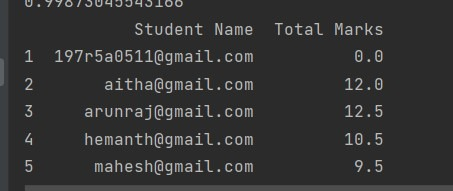 0.99873045543166
Student Name Total Marks
1 197r5a0511@gmail.com 0.0
2 aitha@gmail.com 12.0
3 arunraj@gmail.com 12.5
4 hemanth@gmail.com 10.5
5 mahesh@gmail.com 9.5